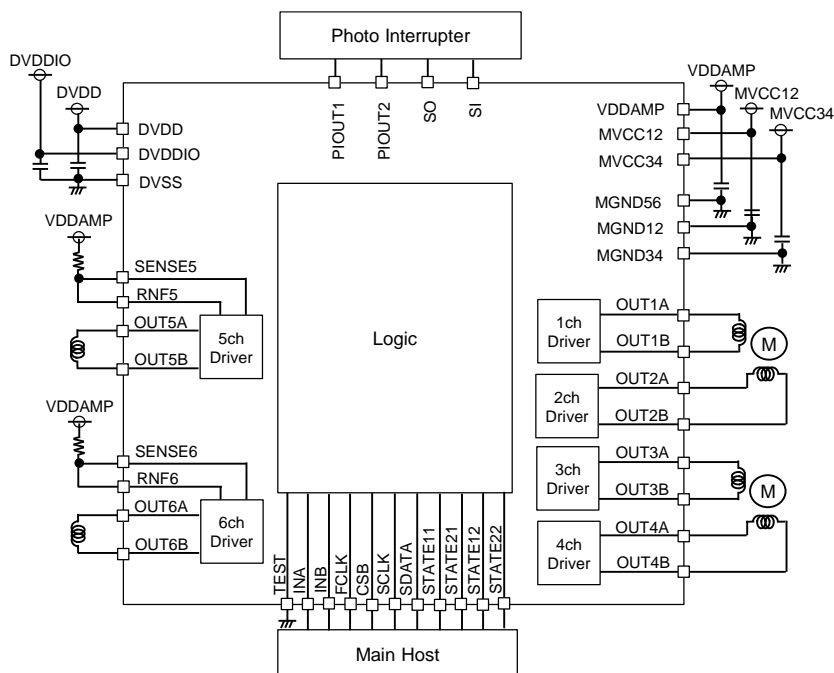 Photo Interrupter
DVDDIO
DVDD
DVDD
DVDDIO
DVSS
PIOUT1
PIOUT2
SO
SI
VDDAMP
MVCC12
MVCC34
VDDAMP
MVCC12
MVCC34
MGND56
MGND12
MGND34
VDDAMP
SENSE5
RNF5
OUT5A
OUT5B
5ch
Driver
VDDAMP
SENSE6
RNF6
OUT6A
OUT6B
6ch
Driver
Logic
1ch
Driver
OUT1A
OUT1B
M
2ch
Driver
OUT2A
OUT2B
3ch
Driver
OUT3A
OUT3B
M
4ch
Driver
OUT4A
OUT4B
TEST
INA
INB
FCLK
CSB
SCLK
SDATA
STATE11
STATE21
STATE12
STATE22
Main Host